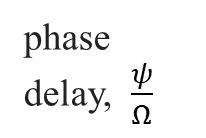 phase
delay, ψ/Ω